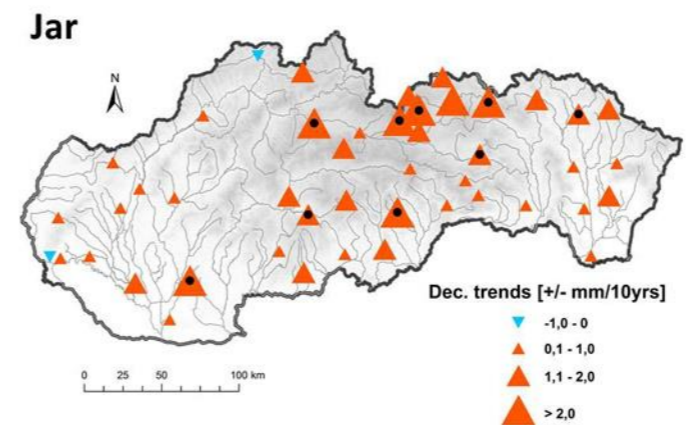 Jar
N
Dec. trends [+/- mm/10yrs]
-1,0 - 0
0,1 - 1,0
1,1 - 2,0
> 2,0
0 25 50 100 km